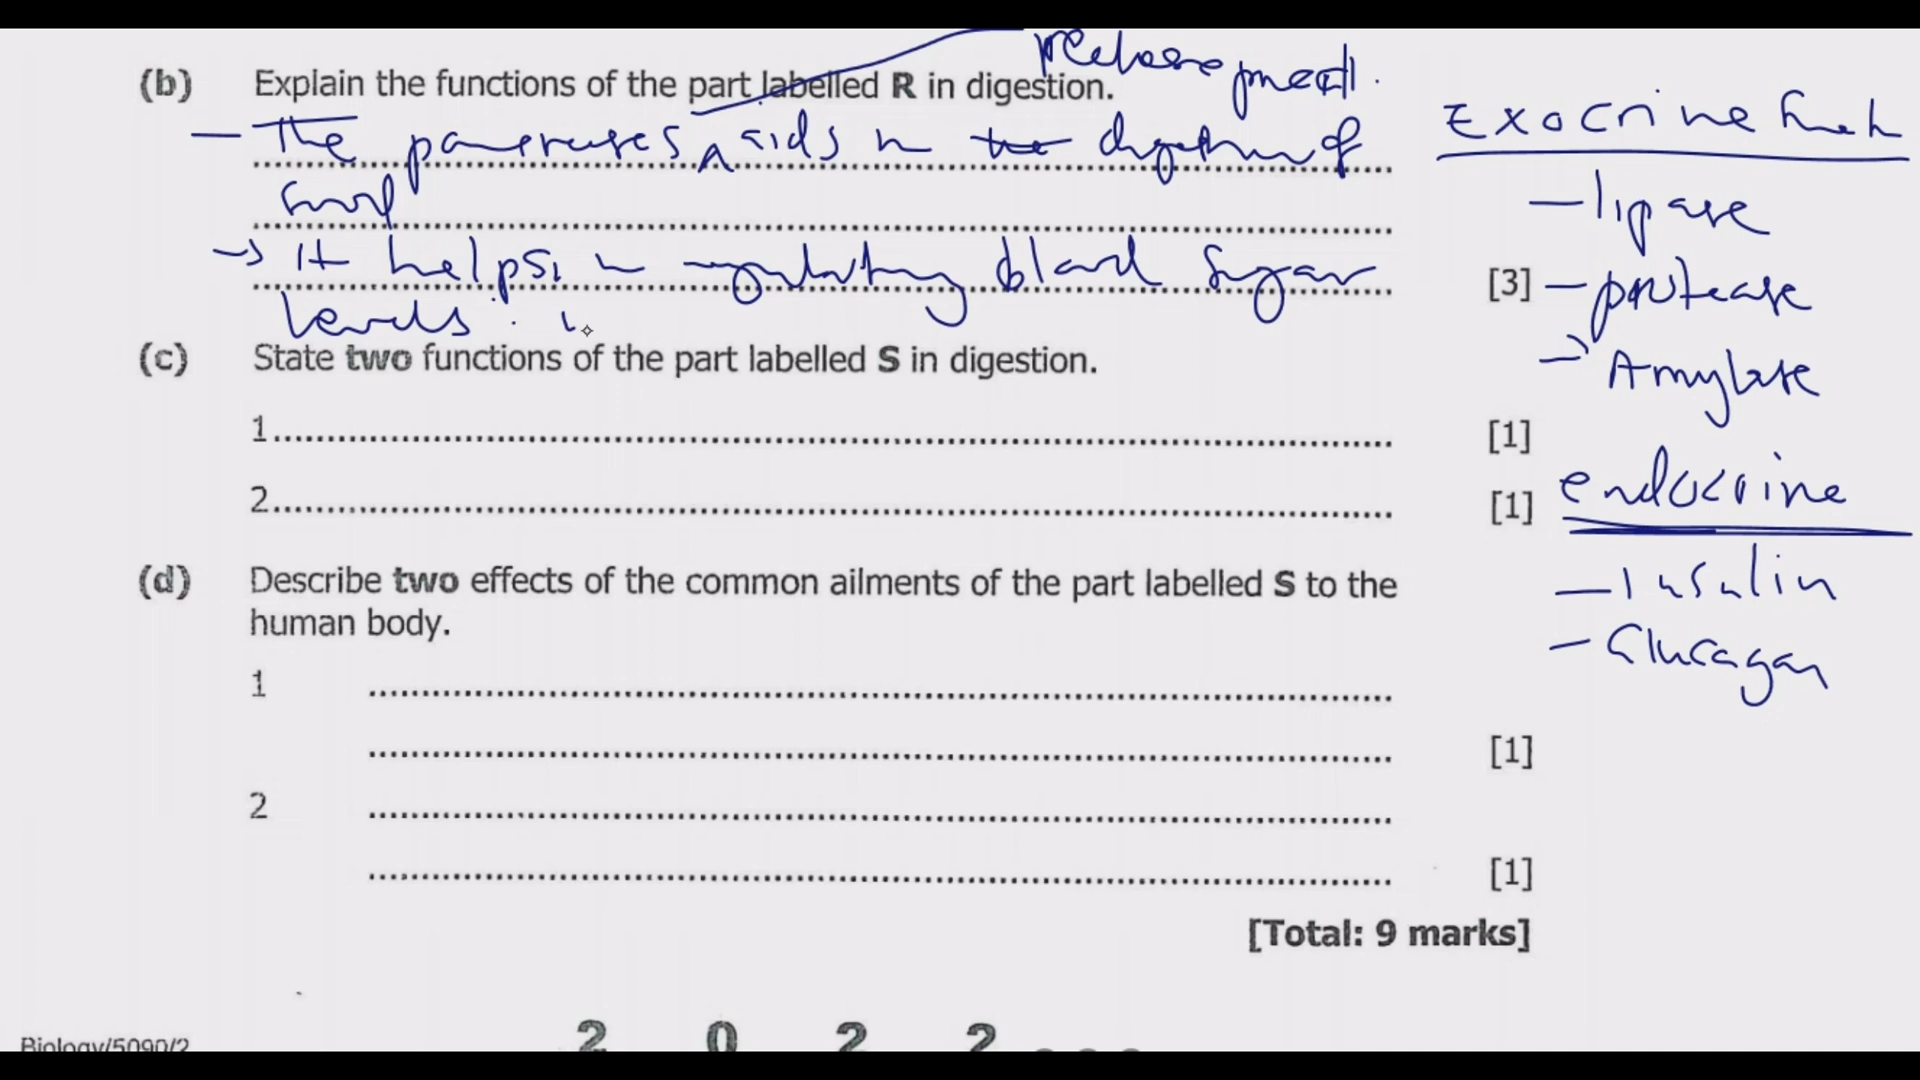 release
(b) Explain the functions of the part labelled R in digestion.
Exocrine
– The aids in digestion of
– lipase
→ It helps in regulating blood sugar
[3] – protease
levels.
(c) State two functions of the part labelled S in digestion.
→ Amylase
1 [1]
2 [1]
endocrine
(d) Describe two effects of the common ailments of the part labelled S to the
– Insulin
human body.
– Glucagon
1
[1]
2
[1]
[Total: 9 marks]
2 0 2 2
Biology/5090/2